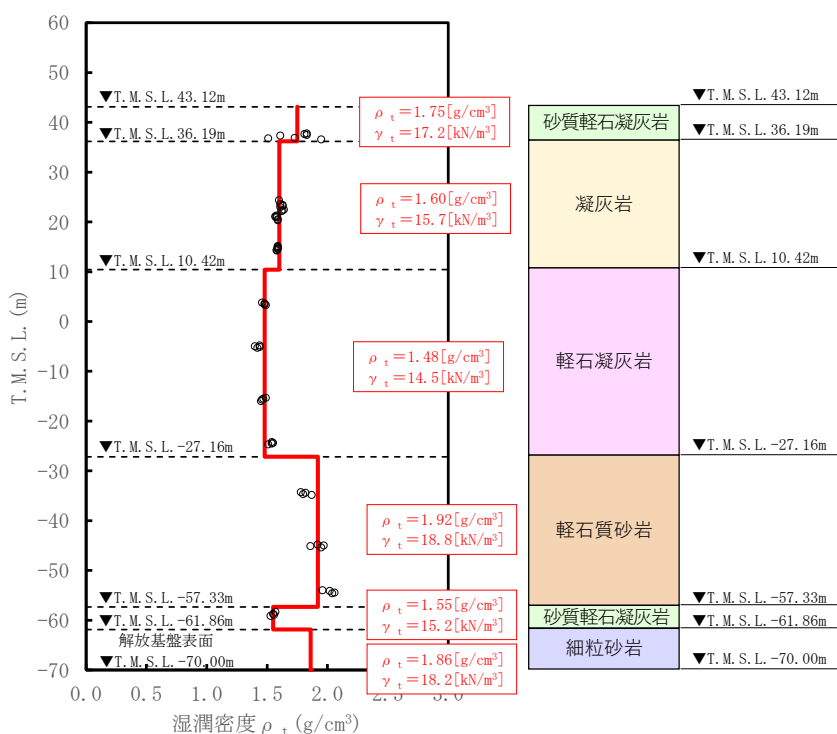 60
50
40
30
20
10
0
-10
-20
-30
-40
-50
-60
-70
T.M.S.L.(m)
0.0 0.5 1.0 1.5 2.0 2.5 3.0
湿潤密度ρt(g/cm³)
▼T.M.S.L.43.12m
▼T.M.S.L.36.19m
▼T.M.S.L.10.42m
▼T.M.S.L.-27.16m
▼T.M.S.L.-57.33m
▼T.M.S.L.-61.86m
解放基盤表面
▼T.M.S.L.-70.00m
ρt=1.75[g/cm³]
γt=17.2[kN/m³]
ρt=1.60[g/cm³]
γt=15.7[kN/m³]
ρt=1.48[g/cm³]
γt=14.5[kN/m³]
ρt=1.92[g/cm³]
γt=18.8[kN/m³]
ρt=1.55[g/cm³]
γt=15.2[kN/m³]
ρt=1.86[g/cm³]
γt=18.2[kN/m³]
砂質軽石凝灰岩
凝灰岩
軽石凝灰岩
軽石質砂岩
砂質軽石凝灰岩
細粒砂岩
▼T.M.S.L.43.12m
▼T.M.S.L.36.19m
▼T.M.S.L.10.42m
▼T.M.S.L.-27.16m
▼T.M.S.L.-57.33m
▼T.M.S.L.-61.86m
▼T.M.S.L.-70.00m